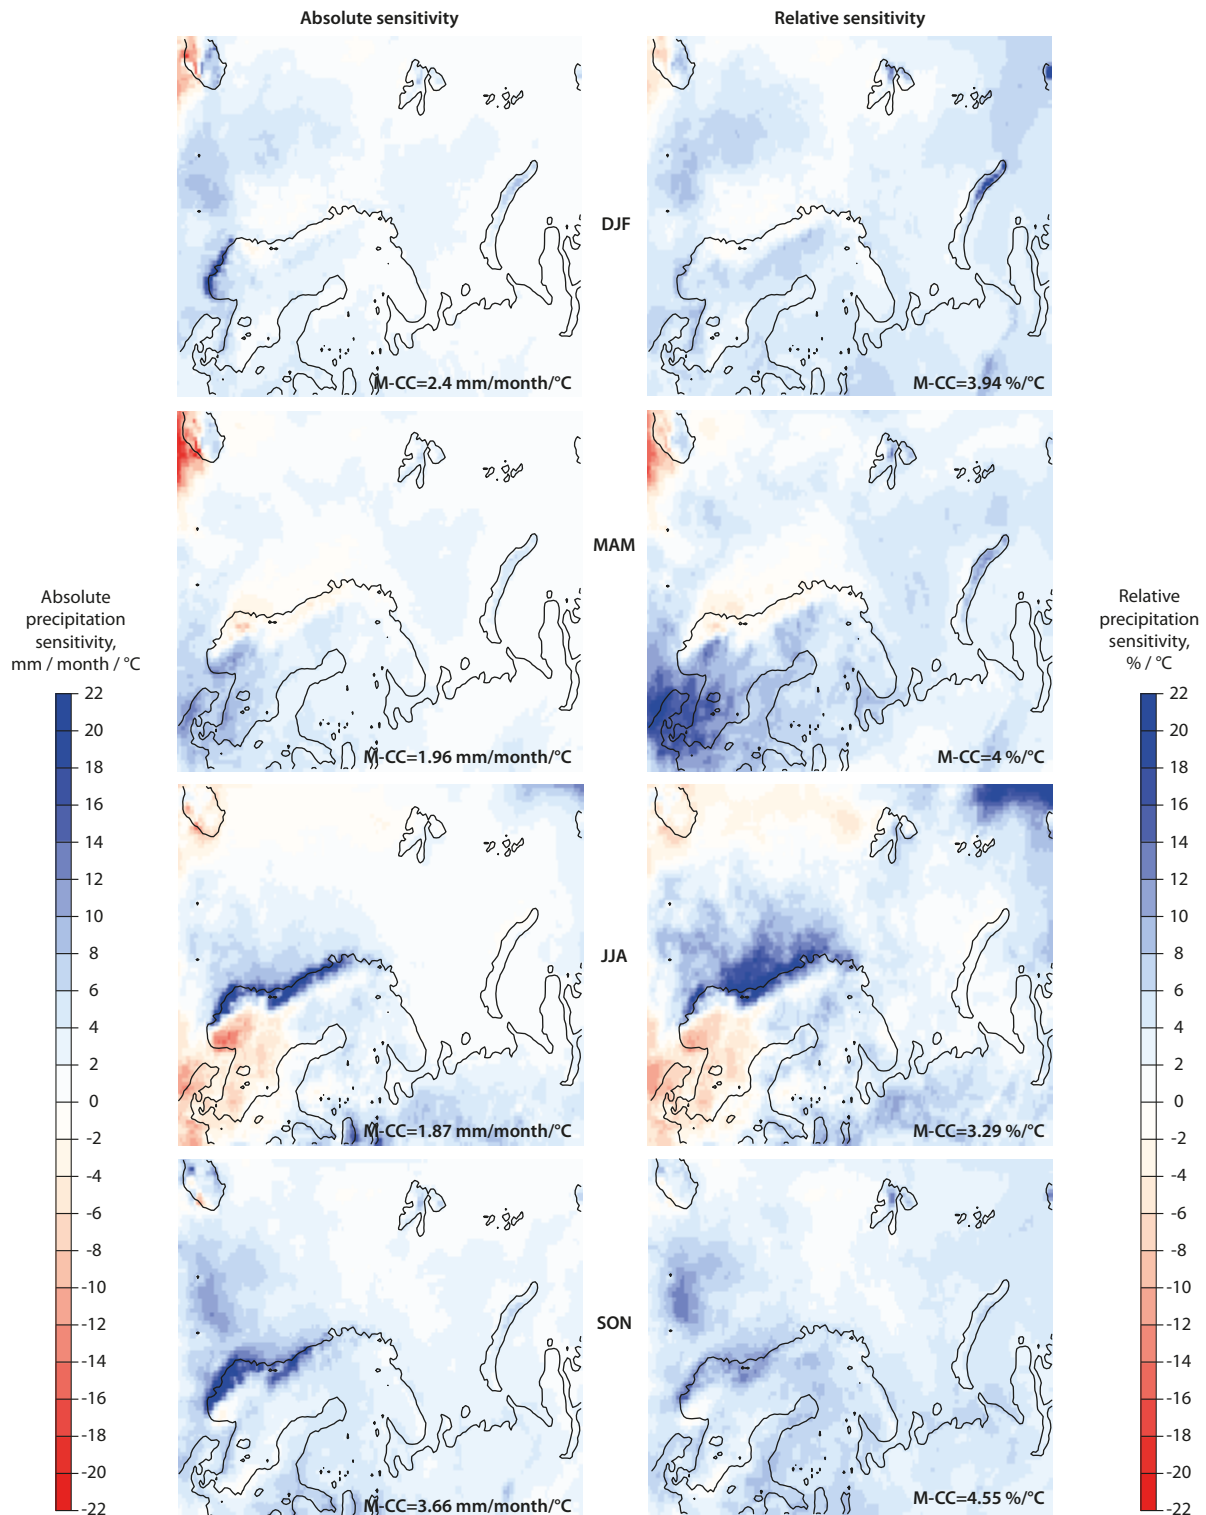 Absolute sensitivity
Relative sensitivity
DJF
M-CC=2.4 mm/month/°C
M-CC=3.94 %/°C
MAM
M-CC=1.96 mm/month/°C
M-CC=4 %/°C
JJA
M-CC=1.87 mm/month/°C
M-CC=3.29 %/°C
SON
M-CC=3.66 mm/month/°C
M-CC=4.55 %/°C
Absolute
precipitation
sensitivity,
mm / month / °C
22
20
18
16
14
12
10
8
6
4
2
0
-2
-4
-6
-8
-10
-12
-14
-16
-18
-20
-22
Relative
precipitation
sensitivity,
% / °C
22
20
18
16
14
12
10
8
6
4
2
0
-2
-4
-6
-8
-10
-12
-14
-16
-18
-20
-22